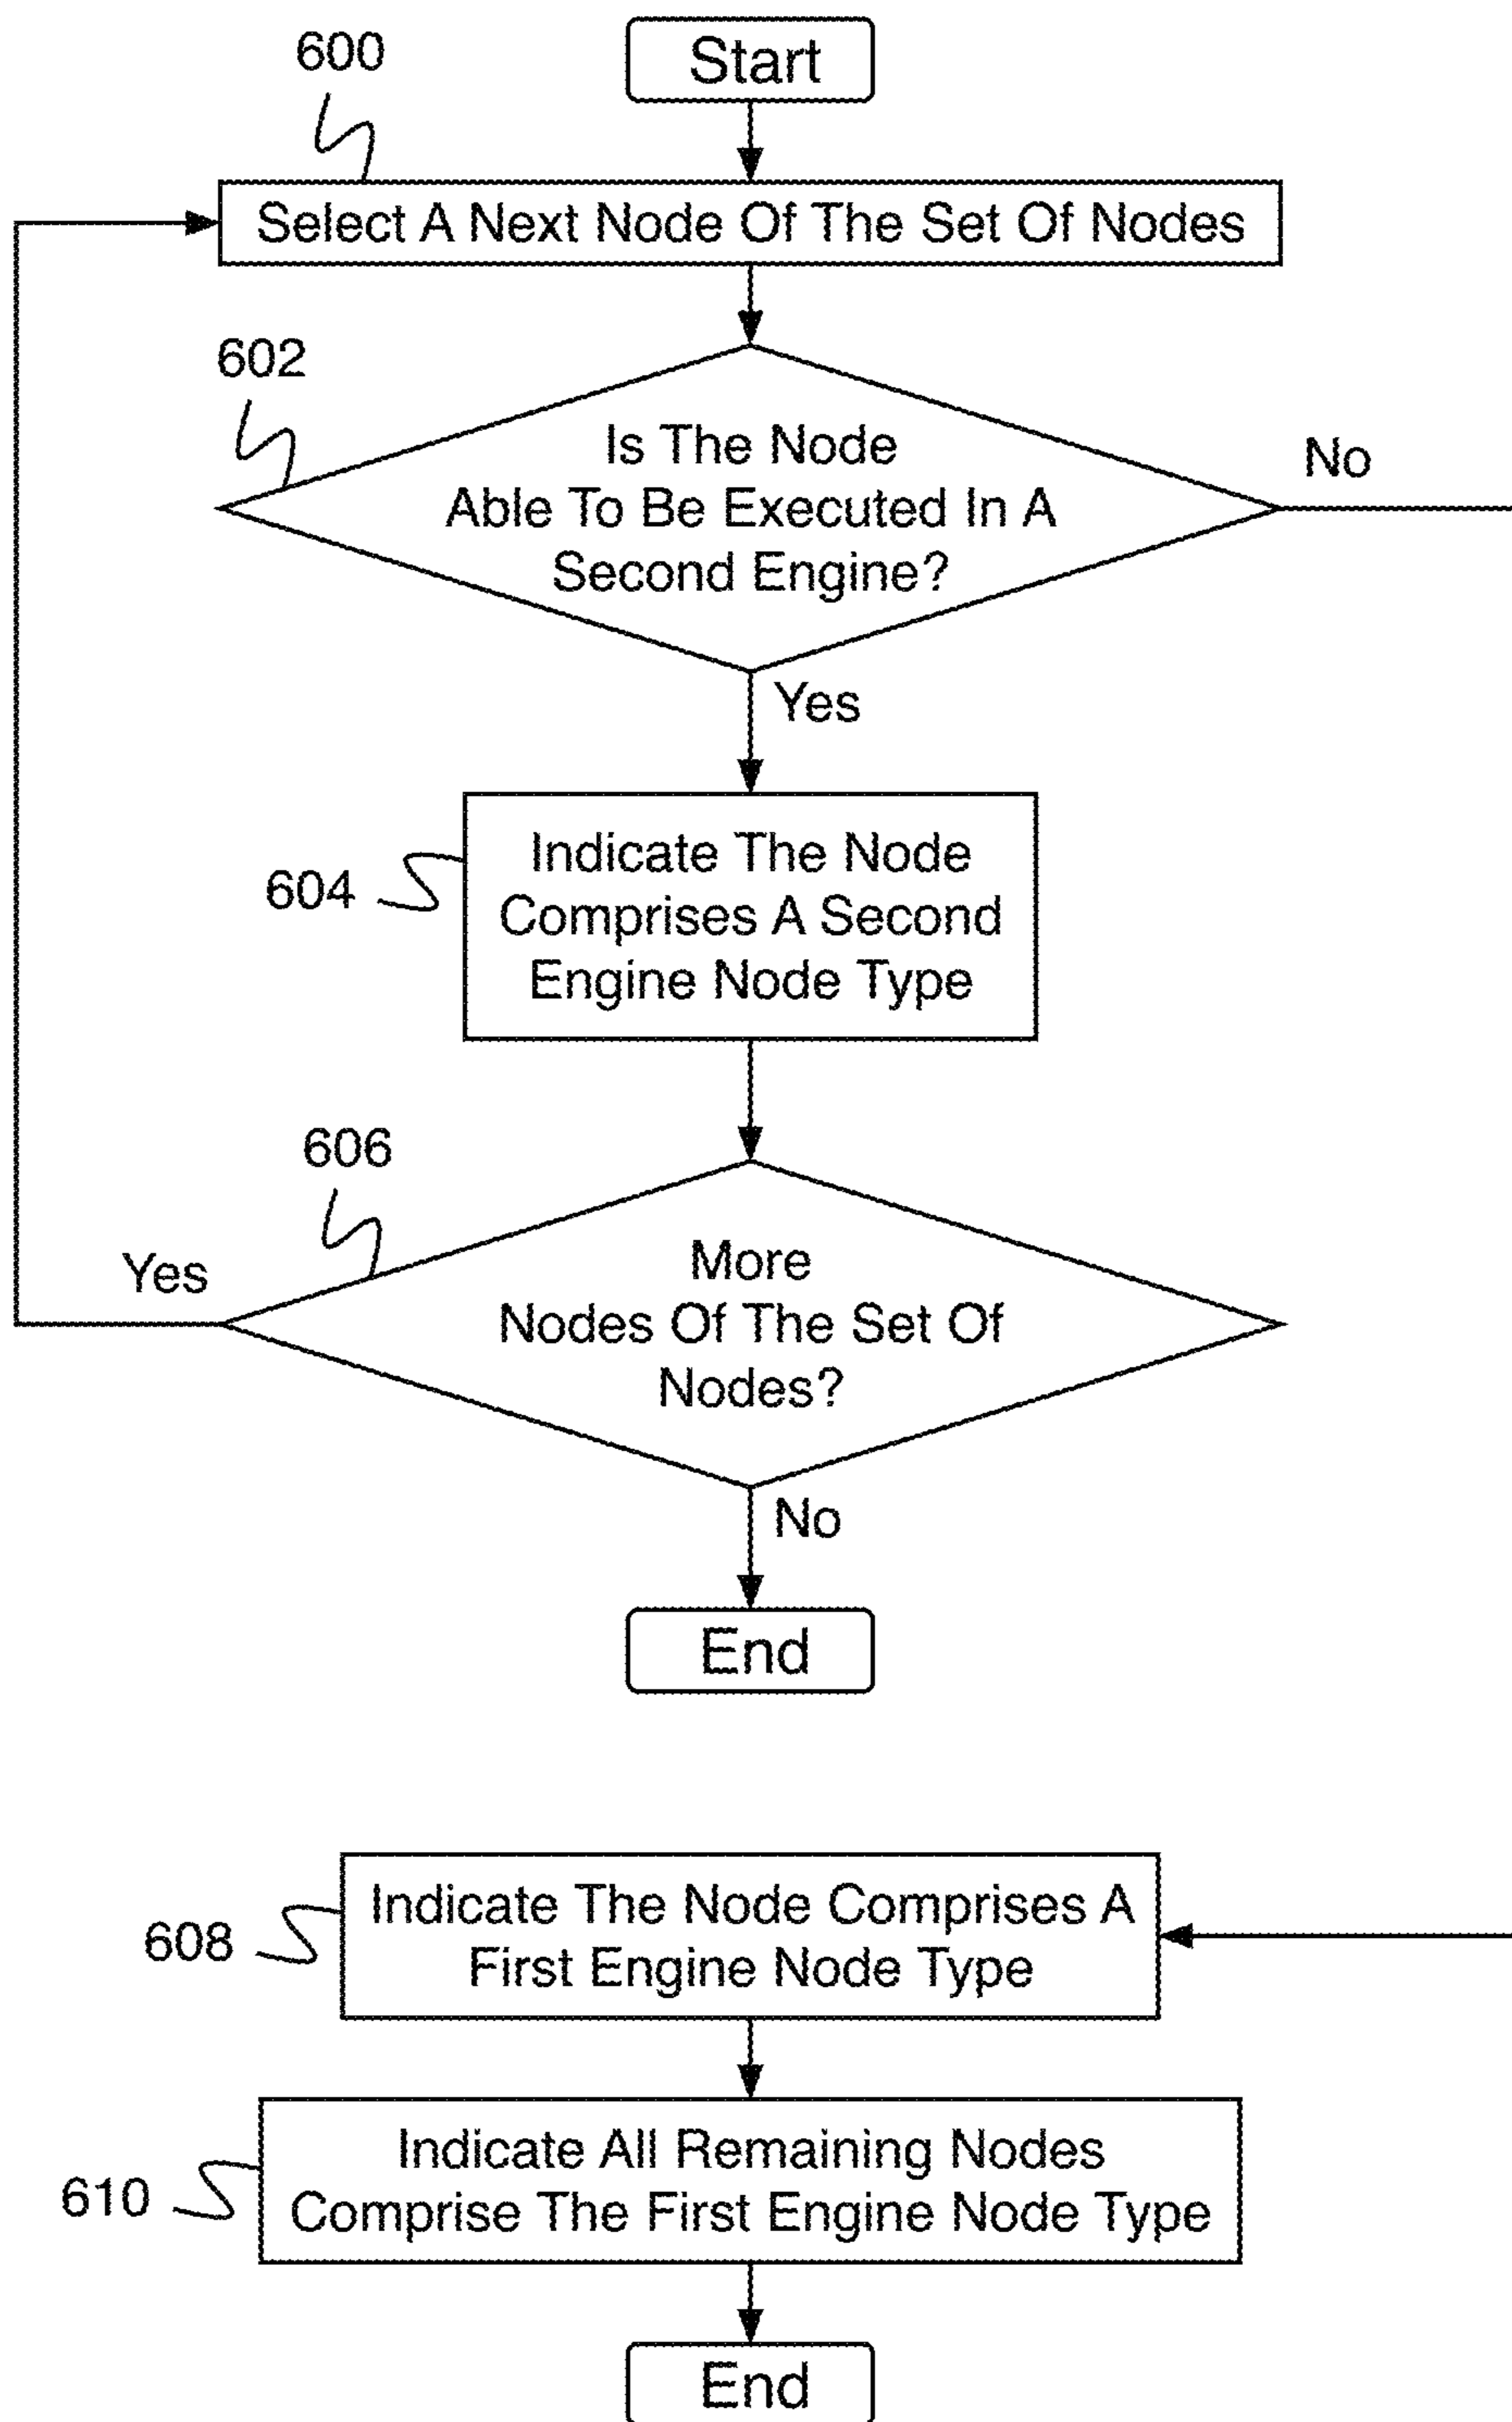 600
Start
Select A Next Node Of The Set Of Nodes
602
Is The Node
Able To Be Executed In A
Second Engine?
No
Yes
604
Indicate The Node
Comprises A Second
Engine Node Type
606
Yes
More
Nodes Of The Set Of
Nodes?
No
End
608
Indicate The Node Comprises A
First Engine Node Type
610
Indicate All Remaining Nodes
Comprise The First Engine Node Type
End